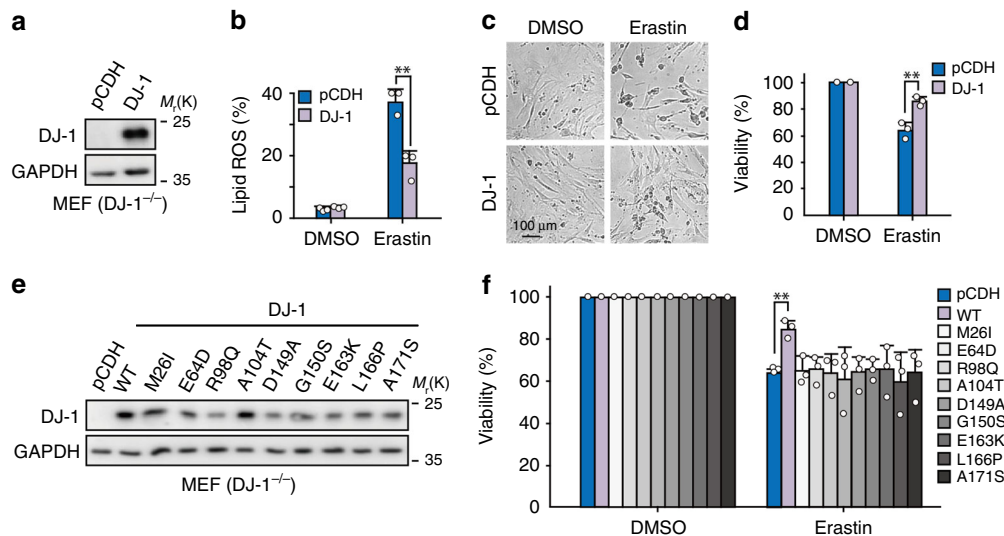 a
pCDH
DJ-1
Mr(K)
25
DJ-1
GAPDH
35
MEF (DJ-1−/−)
b
**
pCDH
DJ-1
40
20
0
Lipid ROS (%)
DMSO
Erastin
c
DMSO
Erastin
pCDH
DJ-1
100 μm
d
**
pCDH
DJ-1
100
80
60
40
20
0
Viability (%)
DMSO
Erastin
e
DJ-1
pCDH
WT
M26I
E64D
R98Q
A104T
D149A
G150S
E163K
L166P
A171S
Mr(K)
25
DJ-1
GAPDH
35
MEF (DJ-1−/−)
f
100
80
60
40
20
0
Viability (%)
**
DMSO
Erastin
pCDH
WT
M26I
E64D
R98Q
A104T
D149A
G150S
E163K
L166P
A171S